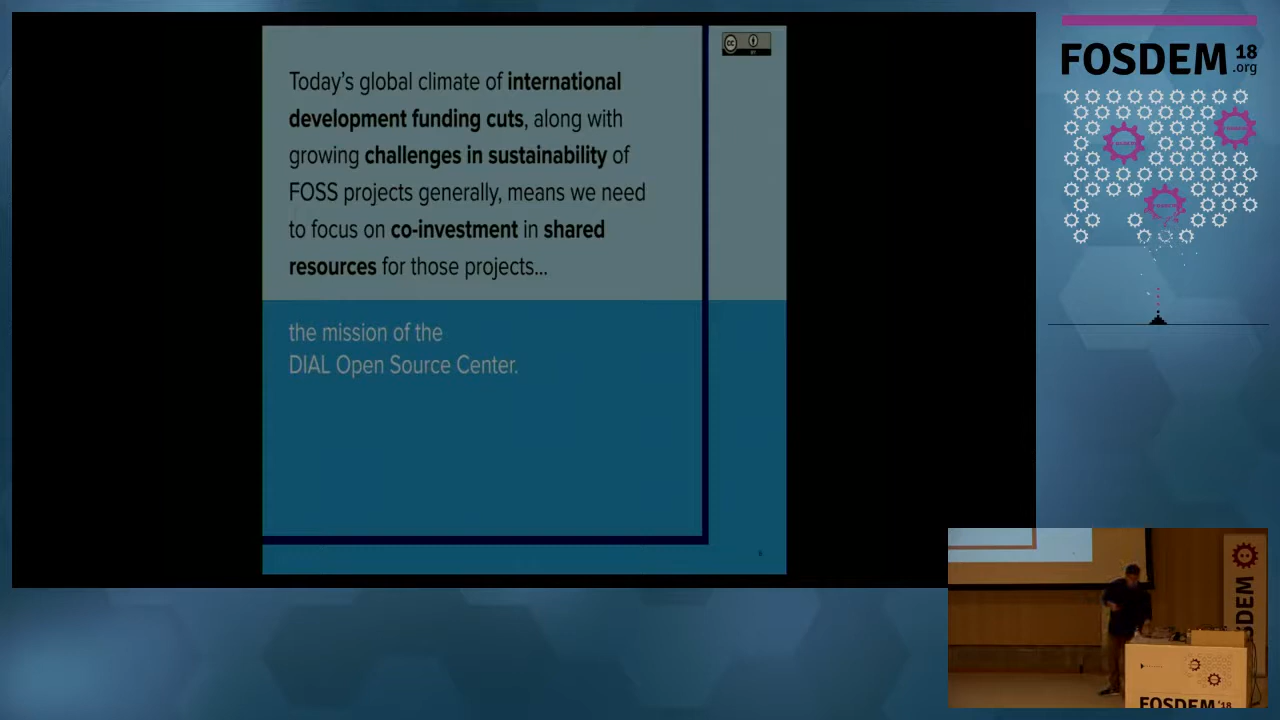 Today's global climate of international
development funding cuts, along with
growing challenges in sustainability of
FOSS projects generally, means we need
to focus on co-investment in shared
resources for those projects...
the mission of the
DIAL Open Source Center.
cc
BY
FOSDEM 18
.org
FOSDEM
FOSDEM'18